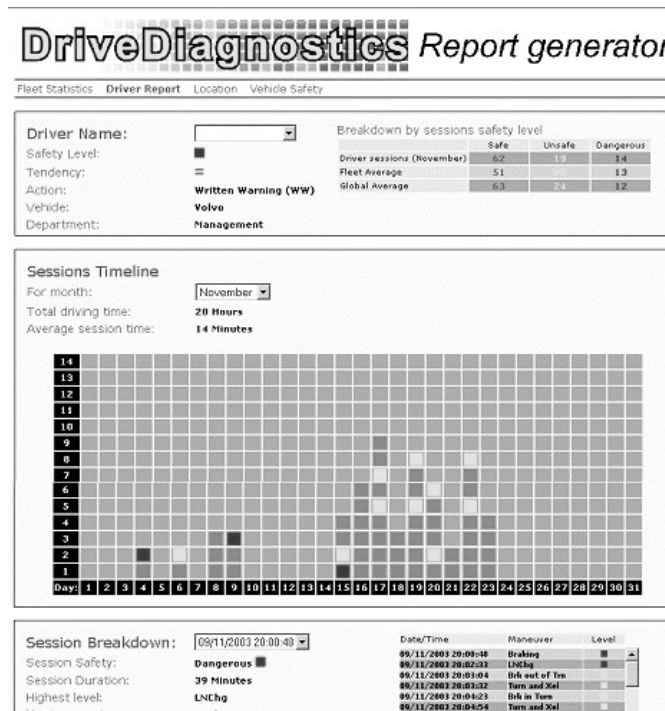 DriveDiagnostics Report generator
Fleet Statistics Driver Report Location Vehicle Safety
Driver Name:
Safety Level:
Tendency: =
Action: Written Warning (WW)
Vehicle: Volvo
Department: Management
Breakdown by sessions safety level
Safe Unsafe Dangerous
Driver sessions (November) 62 19 14
Fleet Average 51 13
Global Average 63 24 12
Sessions Timeline
For month: November
Total driving time: 20 Hours
Average session time: 14 Minutes
14
13
12
11
10
9
8
7
6
5
4
3
2
1
Day: 1 2 3 4 5 6 7 8 9 10 11 12 13 14 15 16 17 18 19 20 21 22 23 24 25 26 27 28 29 30 31
Session Breakdown: 09/11/2003 20:00:48
Session Safety: Dangerous
Session Duration: 39 Minutes
Highest level: LNChg
Date/Time Maneuver Level
09/11/2003 20:00:48 Braking
09/11/2003 20:02:33 LNChg
09/11/2003 20:03:04 Brk out of Trn
09/11/2003 20:03:32 Turn and Xel
09/11/2003 20:04:23 Brk in Turn
09/11/2003 20:04:54 Turn and Xel